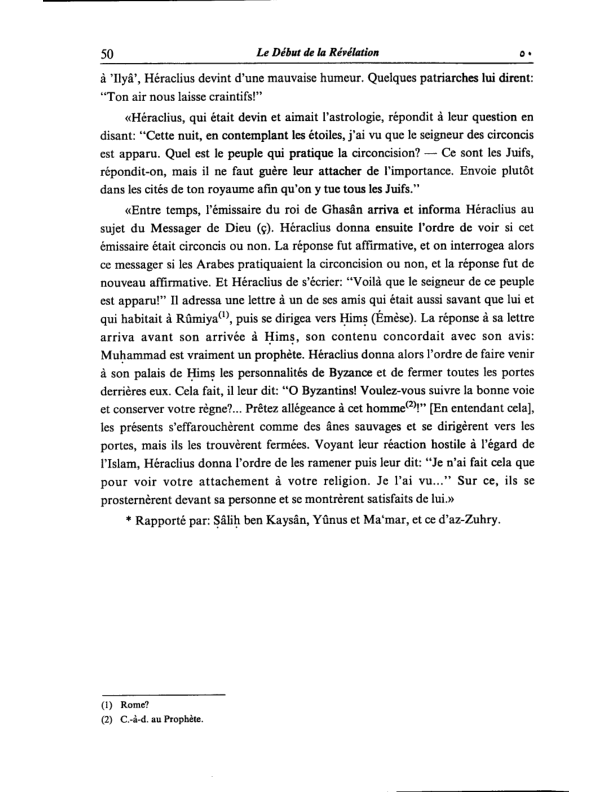 50 Le Début de la Révélation ٥٠
à 'Ilyâ', Héraclius devint d'une mauvaise humeur. Quelques patriarches lui dirent:
“Ton air nous laisse craintifs!”
«Héraclius, qui était devin et aimait l'astrologie, répondit à leur question en
disant: “Cette nuit, en contemplant les étoiles, j'ai vu que le seigneur des circoncis
est apparu. Quel est le peuple qui pratique la circoncision? — Ce sont les Juifs,
répondit-on, mais il ne faut guère leur attacher de l'importance. Envoie plutôt
dans les cités de ton royaume afin qu'on y tue tous les Juifs.”
«Entre temps, l'émissaire du roi de Ghasân arriva et informa Héraclius au
sujet du Messager de Dieu (ç). Héraclius donna ensuite l'ordre de voir si cet
émissaire était circoncis ou non. La réponse fut affirmative, et on interrogea alors
ce messager si les Arabes pratiquaient la circoncision ou non, et la réponse fut de
nouveau affirmative. Et Héraclius de s'écrier: “Voilà que le seigneur de ce peuple
est apparu!” Il adressa une lettre à un de ses amis qui était aussi savant que lui et
qui habitait à Rûmiya(1), puis se dirigea vers Ḥimṣ (Émèse). La réponse à sa lettre
arriva avant son arrivée à Ḥimṣ, son contenu concordait avec son avis:
Muḥammad est vraiment un prophète. Héraclius donna alors l'ordre de faire venir
à son palais de Ḥimṣ les personnalités de Byzance et de fermer toutes les portes
derrières eux. Cela fait, il leur dit: “O Byzantins! Voulez-vous suivre la bonne voie
et conserver votre règne?... Prêtez allégeance à cet homme(2)!” [En entendant cela],
les présents s'effarouchèrent comme des ânes sauvages et se dirigèrent vers les
portes, mais ils les trouvèrent fermées. Voyant leur réaction hostile à l'égard de
l'Islam, Héraclius donna l'ordre de les ramener puis leur dit: “Je n'ai fait cela que
pour voir votre attachement à votre religion. Je l'ai vu...” Sur ce, ils se
prosternèrent devant sa personne et se montrèrent satisfaits de lui.»
* Rapporté par: Ṣâliḥ ben Kaysân, Yûnus et Ma‘mar, et ce d'az-Zuhry.
(1) Rome?
(2) C.-à-d. au Prophète.